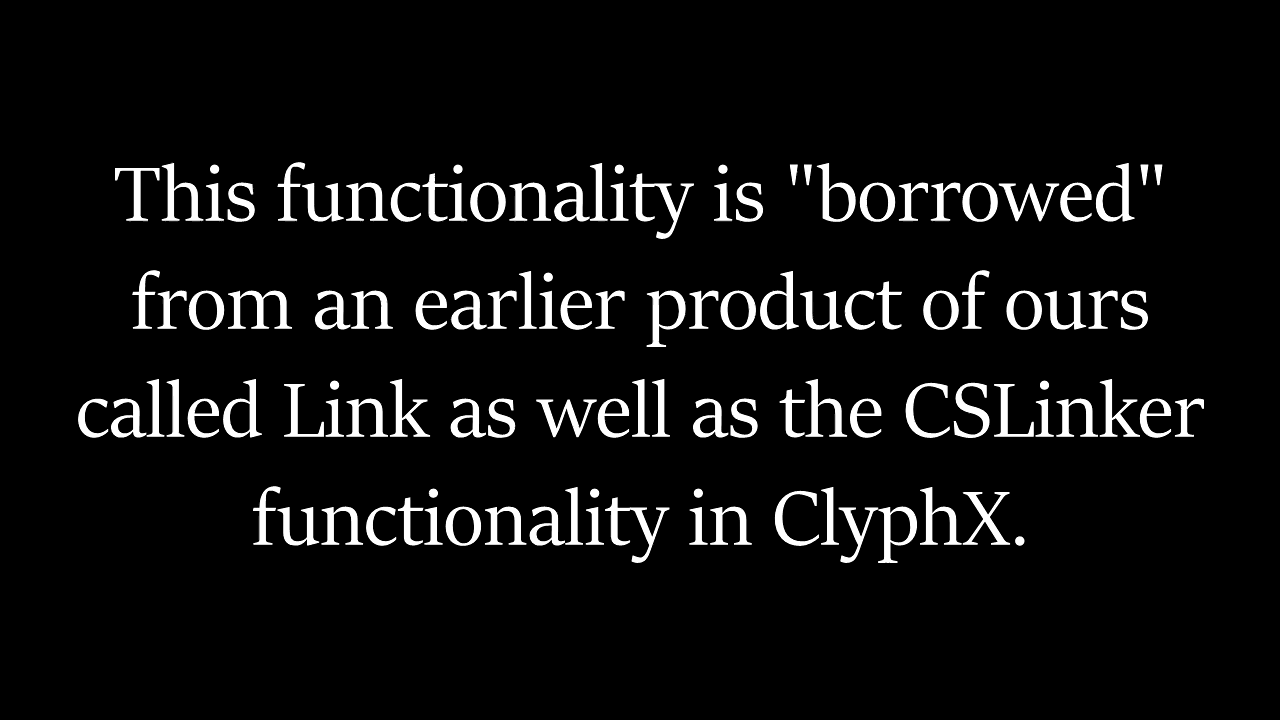 This functionality is "borrowed"
from an earlier product of ours
called Link as well as the CSLinker
functionality in ClyphX.